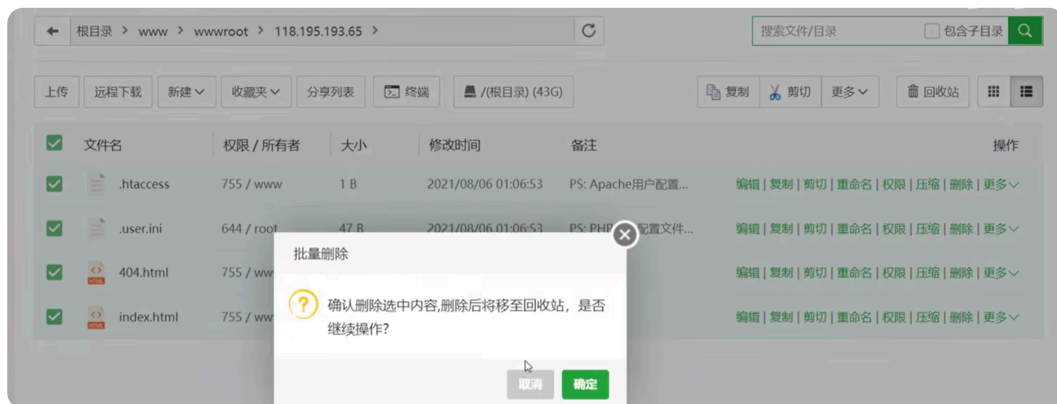 根目录 > www > wwwroot > 118.195.193.65 >
搜索文件/目录 包含子目录
上传 远程下载 新建 收藏夹 分享列表 终端 /(根目录) (43G) 复制 剪切 更多 回收站
文件名 权限 / 所有者 大小 修改时间 备注 操作
.htaccess 755 / www 1 B 2021/08/06 01:06:53 PS: Apache用户配置... 编辑 | 复制 | 剪切 | 重命名 | 权限 | 压缩 | 删除 | 更多
.user.ini 644 / root 47 B 2021/08/06 01:06:53 PS: PHP 配置文件... 编辑 | 复制 | 剪切 | 重命名 | 权限 | 压缩 | 删除 | 更多
404.html 755 / ww 编辑 | 复制 | 剪切 | 重命名 | 权限 | 压缩 | 删除 | 更多
index.html 755 / ww 编辑 | 复制 | 剪切 | 重命名 | 权限 | 压缩 | 删除 | 更多
批量删除
确认删除选中内容,删除后将移至回收站，是否
继续操作?
取消 确定